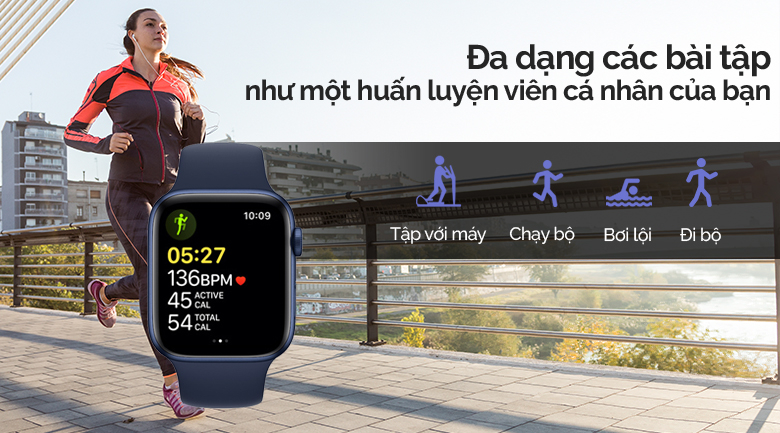 Đa dạng các bài tập
như một huấn luyện viên cá nhân của bạn
Tập với máy Chạy bộ Bơi lội Đi bộ
10:09
05:27
136BPM
45 ACTIVE CAL
54 TOTAL CAL